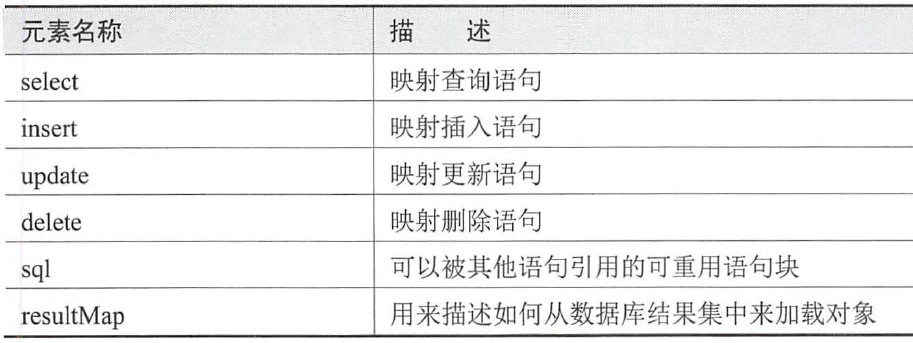 元素名称 描 述
select 映射查询语句
insert 映射插入语句
update 映射更新语句
delete 映射删除语句
sql 可以被其他语句引用的可重用语句块
resultMap 用来描述如何从数据库结果集中来加载对象